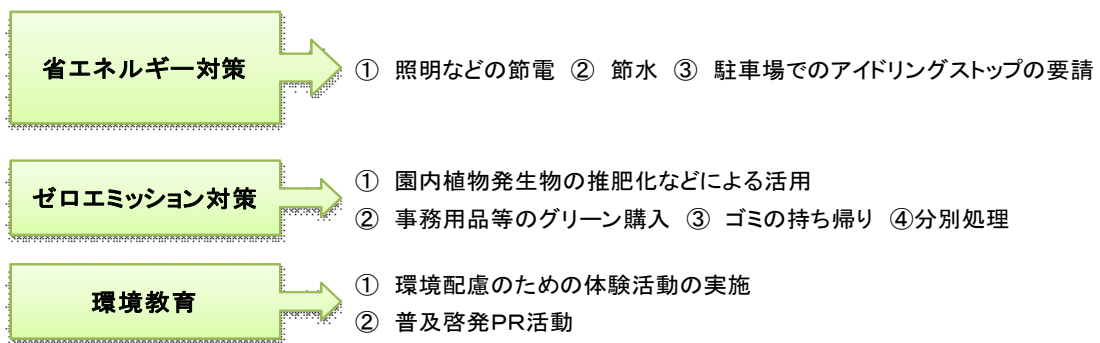 省エネルギー対策
① 照明などの節電 ② 節水 ③ 駐車場でのアイドリングストップの要請
ゼロエミッション対策
① 園内植物発生物の推肥化などによる活用
② 事務用品等のグリーン購入 ③ ゴミの持ち帰り ④分別処理
環境教育
① 環境配慮のための体験活動の実施
② 普及啓発PR活動